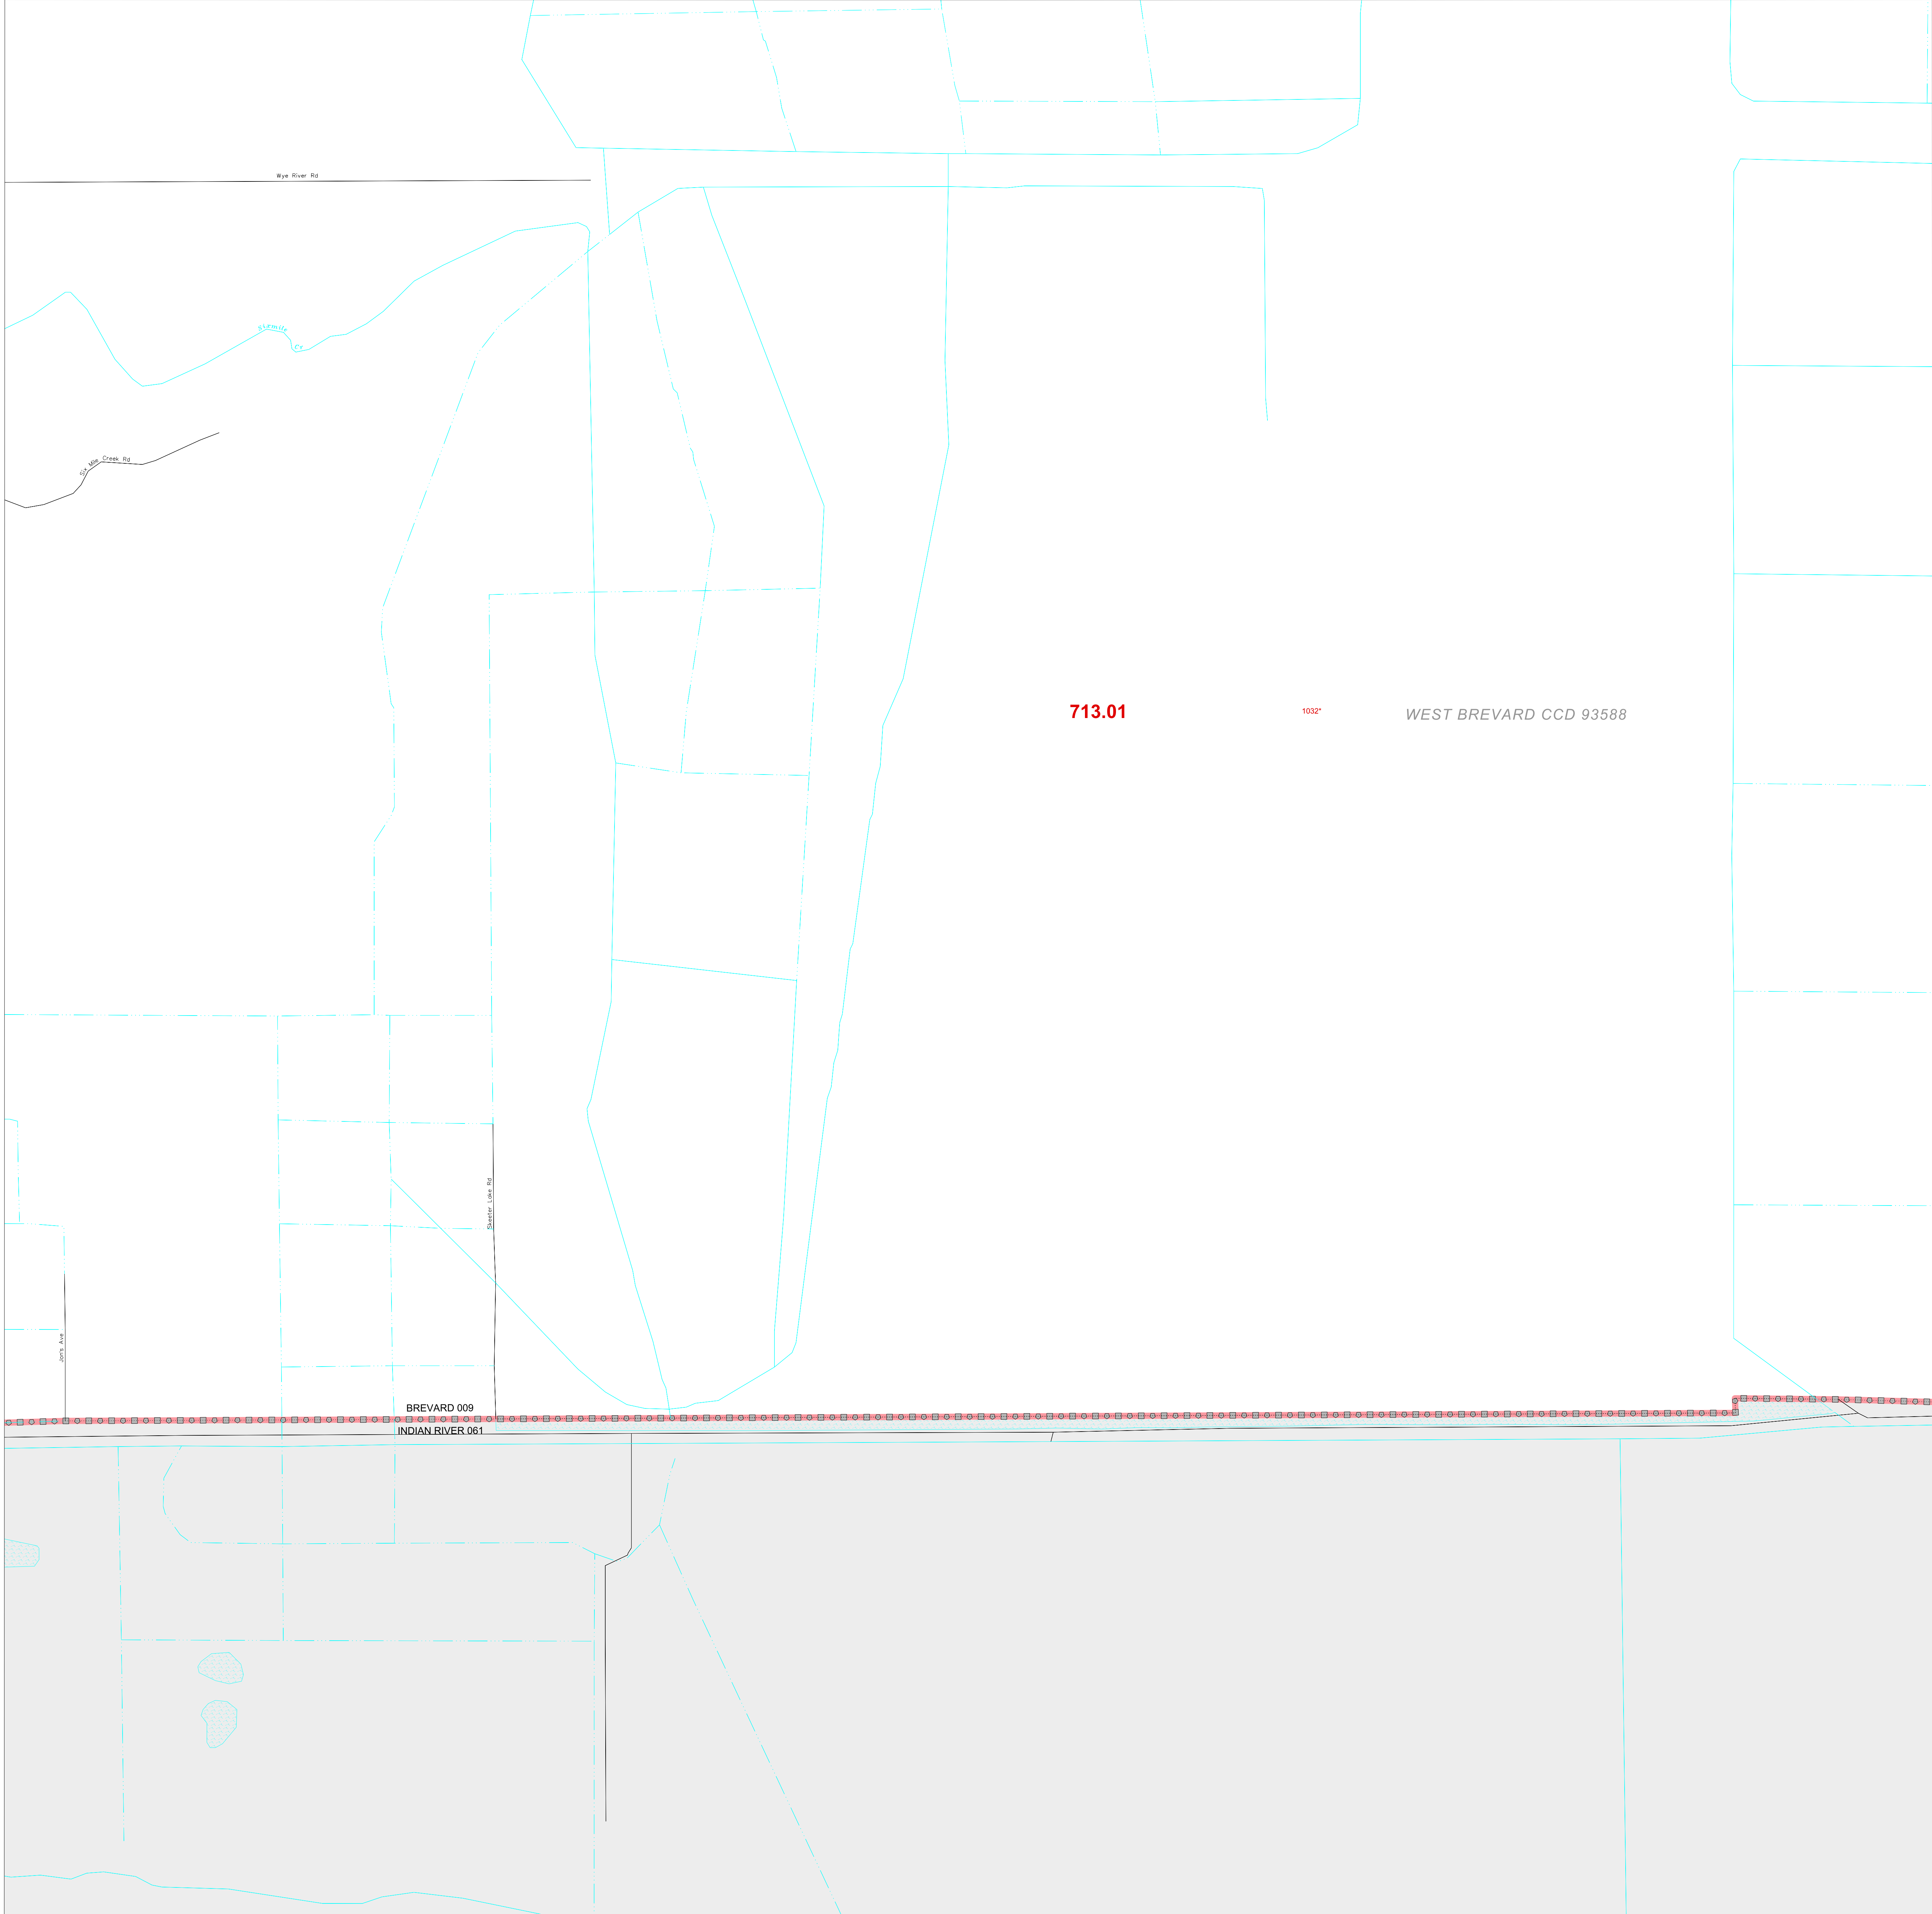 Wye River Rd
Sixmile Cr
Six Mile Creek Rd
713.01
1032*
WEST BREVARD CCD 93588
Skeeter Lake Rd
Jon's Ave
BREVARD 009
INDIAN RIVER 061